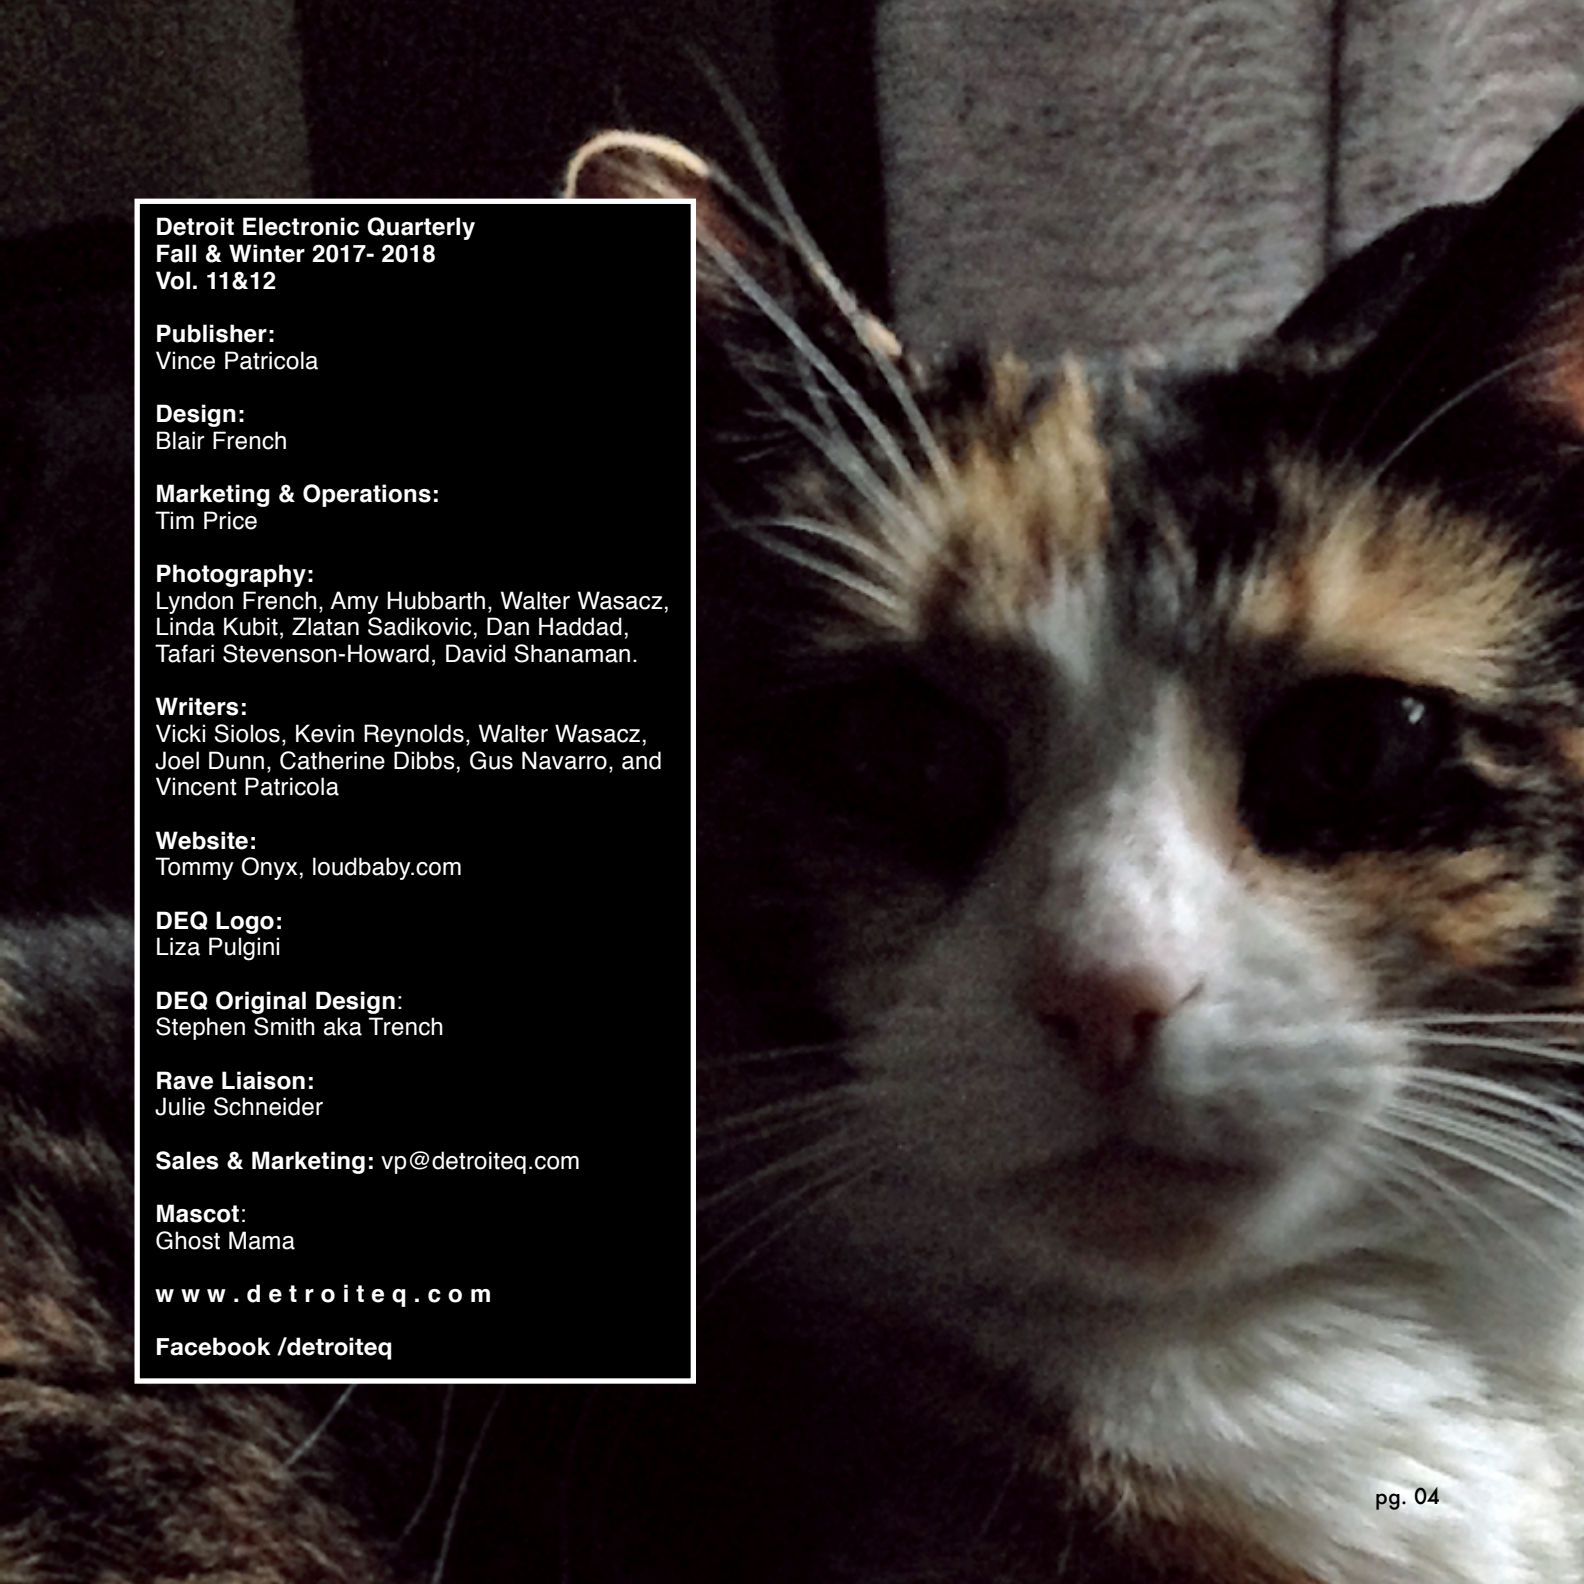 Detroit Electronic Quarterly
Fall & Winter 2017- 2018
Vol. 11&12
Publisher:
Vince Patricola
Design:
Blair French
Marketing & Operations:
Tim Price
Photography:
Lyndon French, Amy Hubbarth, Walter Wasacz,
Linda Kubit, Zlatan Sadikovic, Dan Haddad,
Tafari Stevenson-Howard, David Shanaman.
Writers:
Vicki Siolos, Kevin Reynolds, Walter Wasacz,
Joel Dunn, Catherine Dibbs, Gus Navarro, and
Vincent Patricola
Website:
Tommy Onyx, loudbaby.com
DEQ Logo:
Liza Pulgini
DEQ Original Design:
Stephen Smith aka Trench
Rave Liaison:
Julie Schneider
Sales & Marketing: vp@detroiteq.com
Mascot:
Ghost Mama
www.detroiteq.com
Facebook /detroiteq
pg. 04